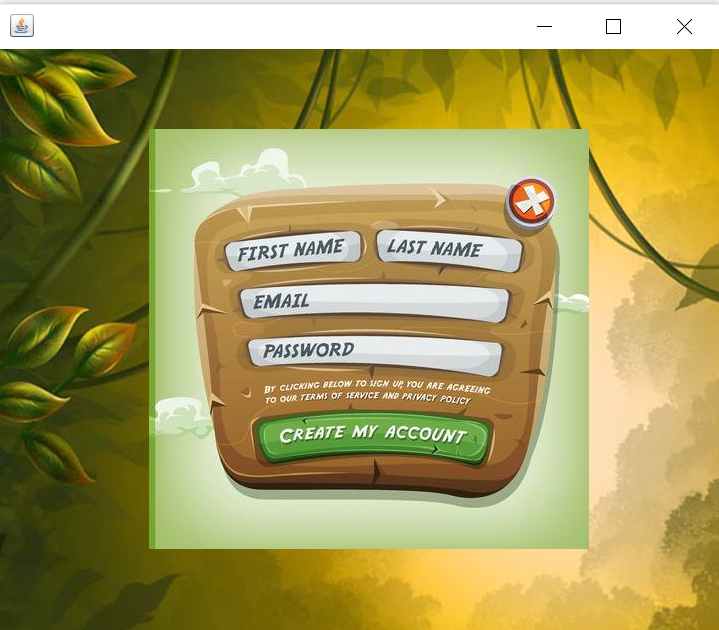 FIRST NAME LAST NAME
EMAIL
PASSWORD
BY CLICKING BELOW TO SIGN UP, YOU ARE AGREEING
TO OUR TERMS OF SERVICE AND PRIVACY POLICY
CREATE MY ACCOUNT